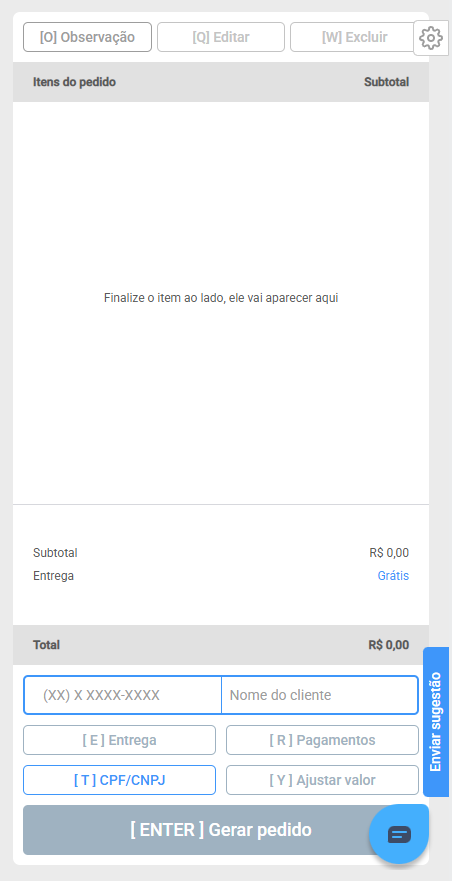 [O] Observação [Q] Editar [W] Excluir
Itens do pedido Subtotal
Finalize o item ao lado, ele vai aparecer aqui
Subtotal R$ 0,00
Entrega Grátis
Total R$ 0,00
(XX) X XXXX-XXXX Nome do cliente
[ E ] Entrega [ R ] Pagamentos
[ T ] CPF/CNPJ [ Y ] Ajustar valor
[ ENTER ] Gerar pedido
Enviar sugestão